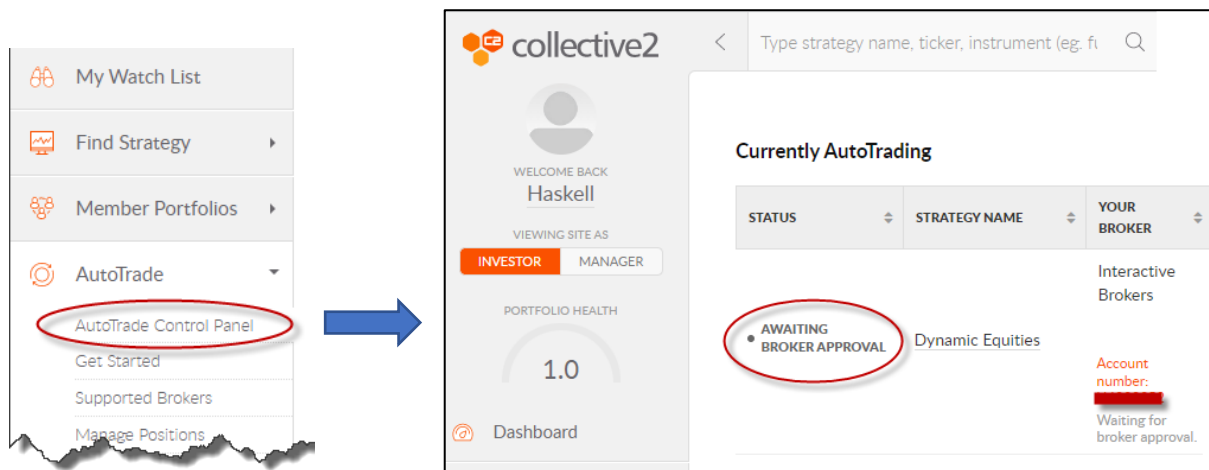 My Watch List
Find Strategy
Member Portfolios
AutoTrade
AutoTrade Control Panel
Get Started
Supported Brokers
Manage Positions
C2 collective2
Type strategy name, ticker, instrument (eg. fu
WELCOME BACK
Haskell
VIEWING SITE AS
INVESTOR MANAGER
PORTFOLIO HEALTH
1.0
Dashboard
Currently AutoTrading
STATUS STRATEGY NAME YOUR
BROKER
AWAITING
BROKER APPROVAL
Dynamic Equities
Interactive
Brokers
Account
number:
Waiting for
broker approval.